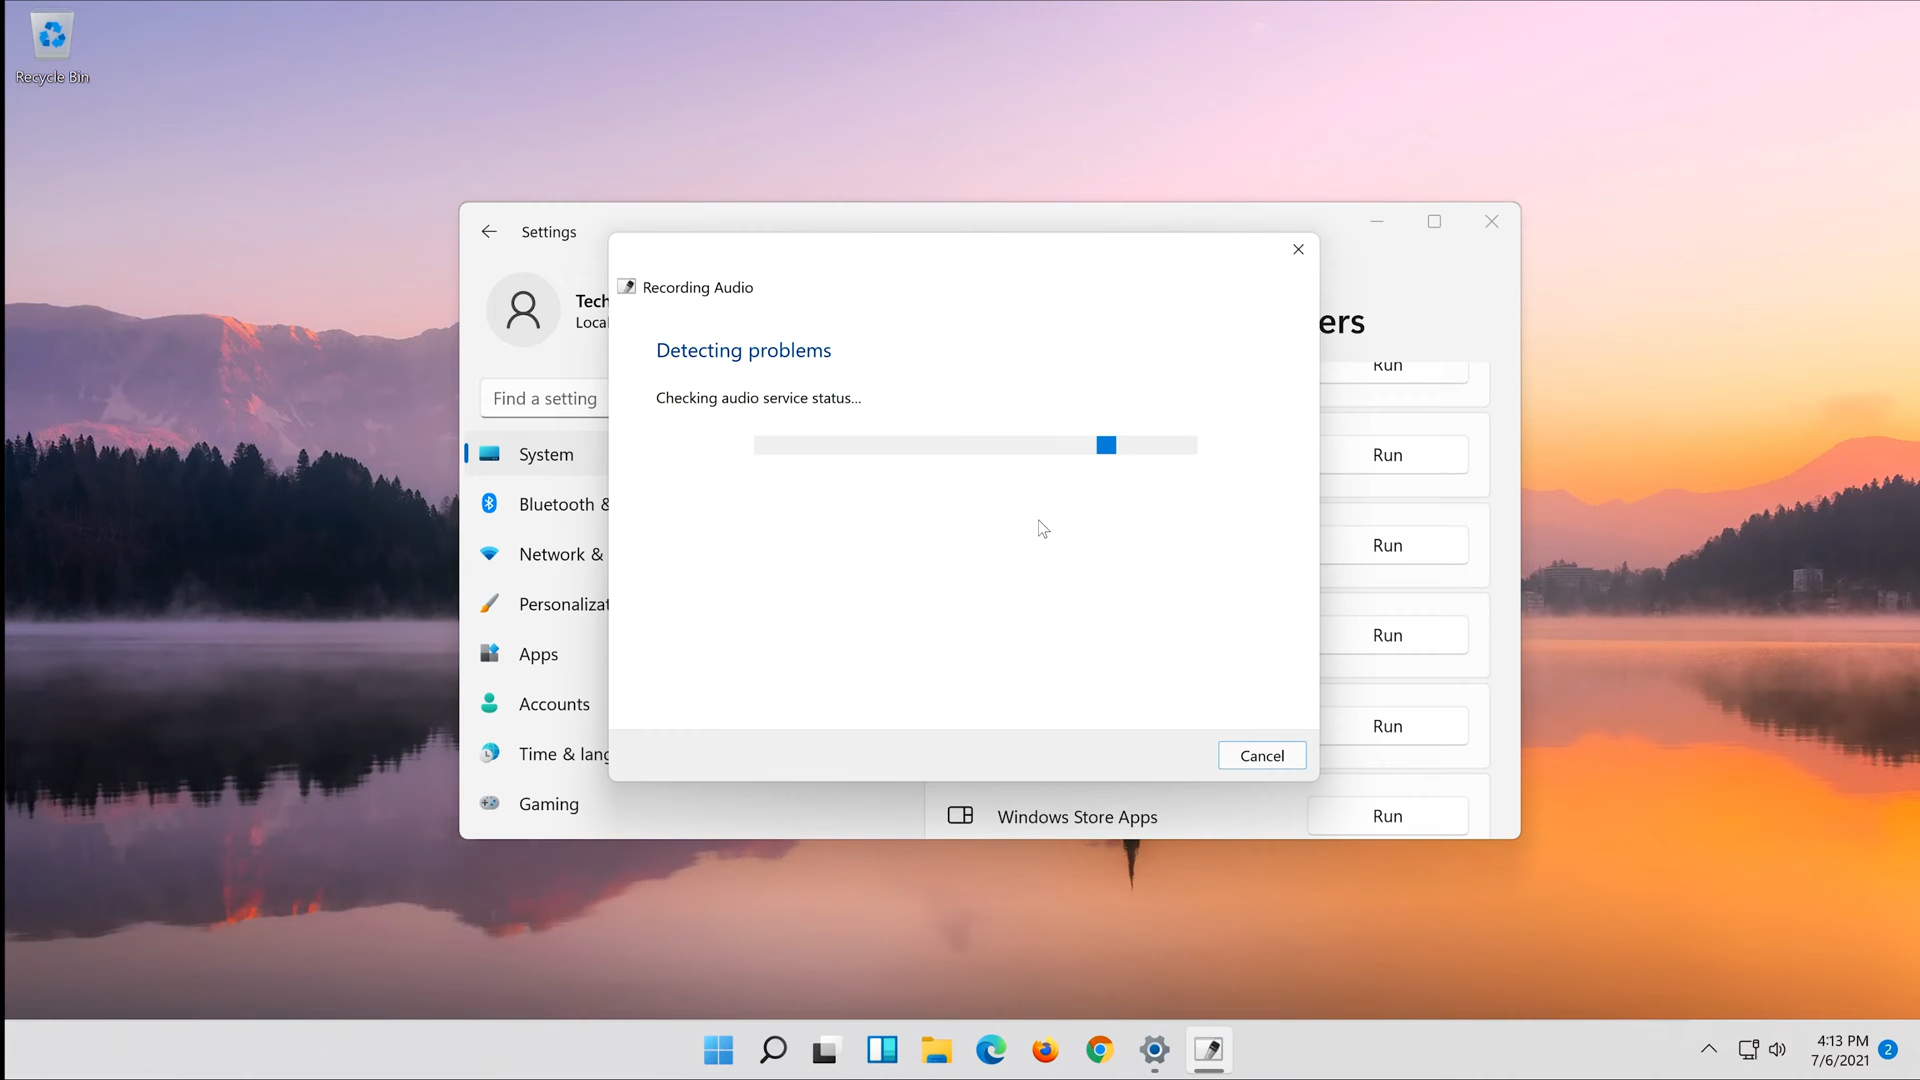 Recycle Bin
Settings
Recording Audio
Tech
Local
ers
Detecting problems
Run
Find a setting
Checking audio service status...
System
Run
Bluetooth &
Run
Network &
Personalizat
Run
Apps
Accounts
Run
Time & lang
Cancel
Gaming
Windows Store Apps
Run
4:13 PM
7/6/2021
2